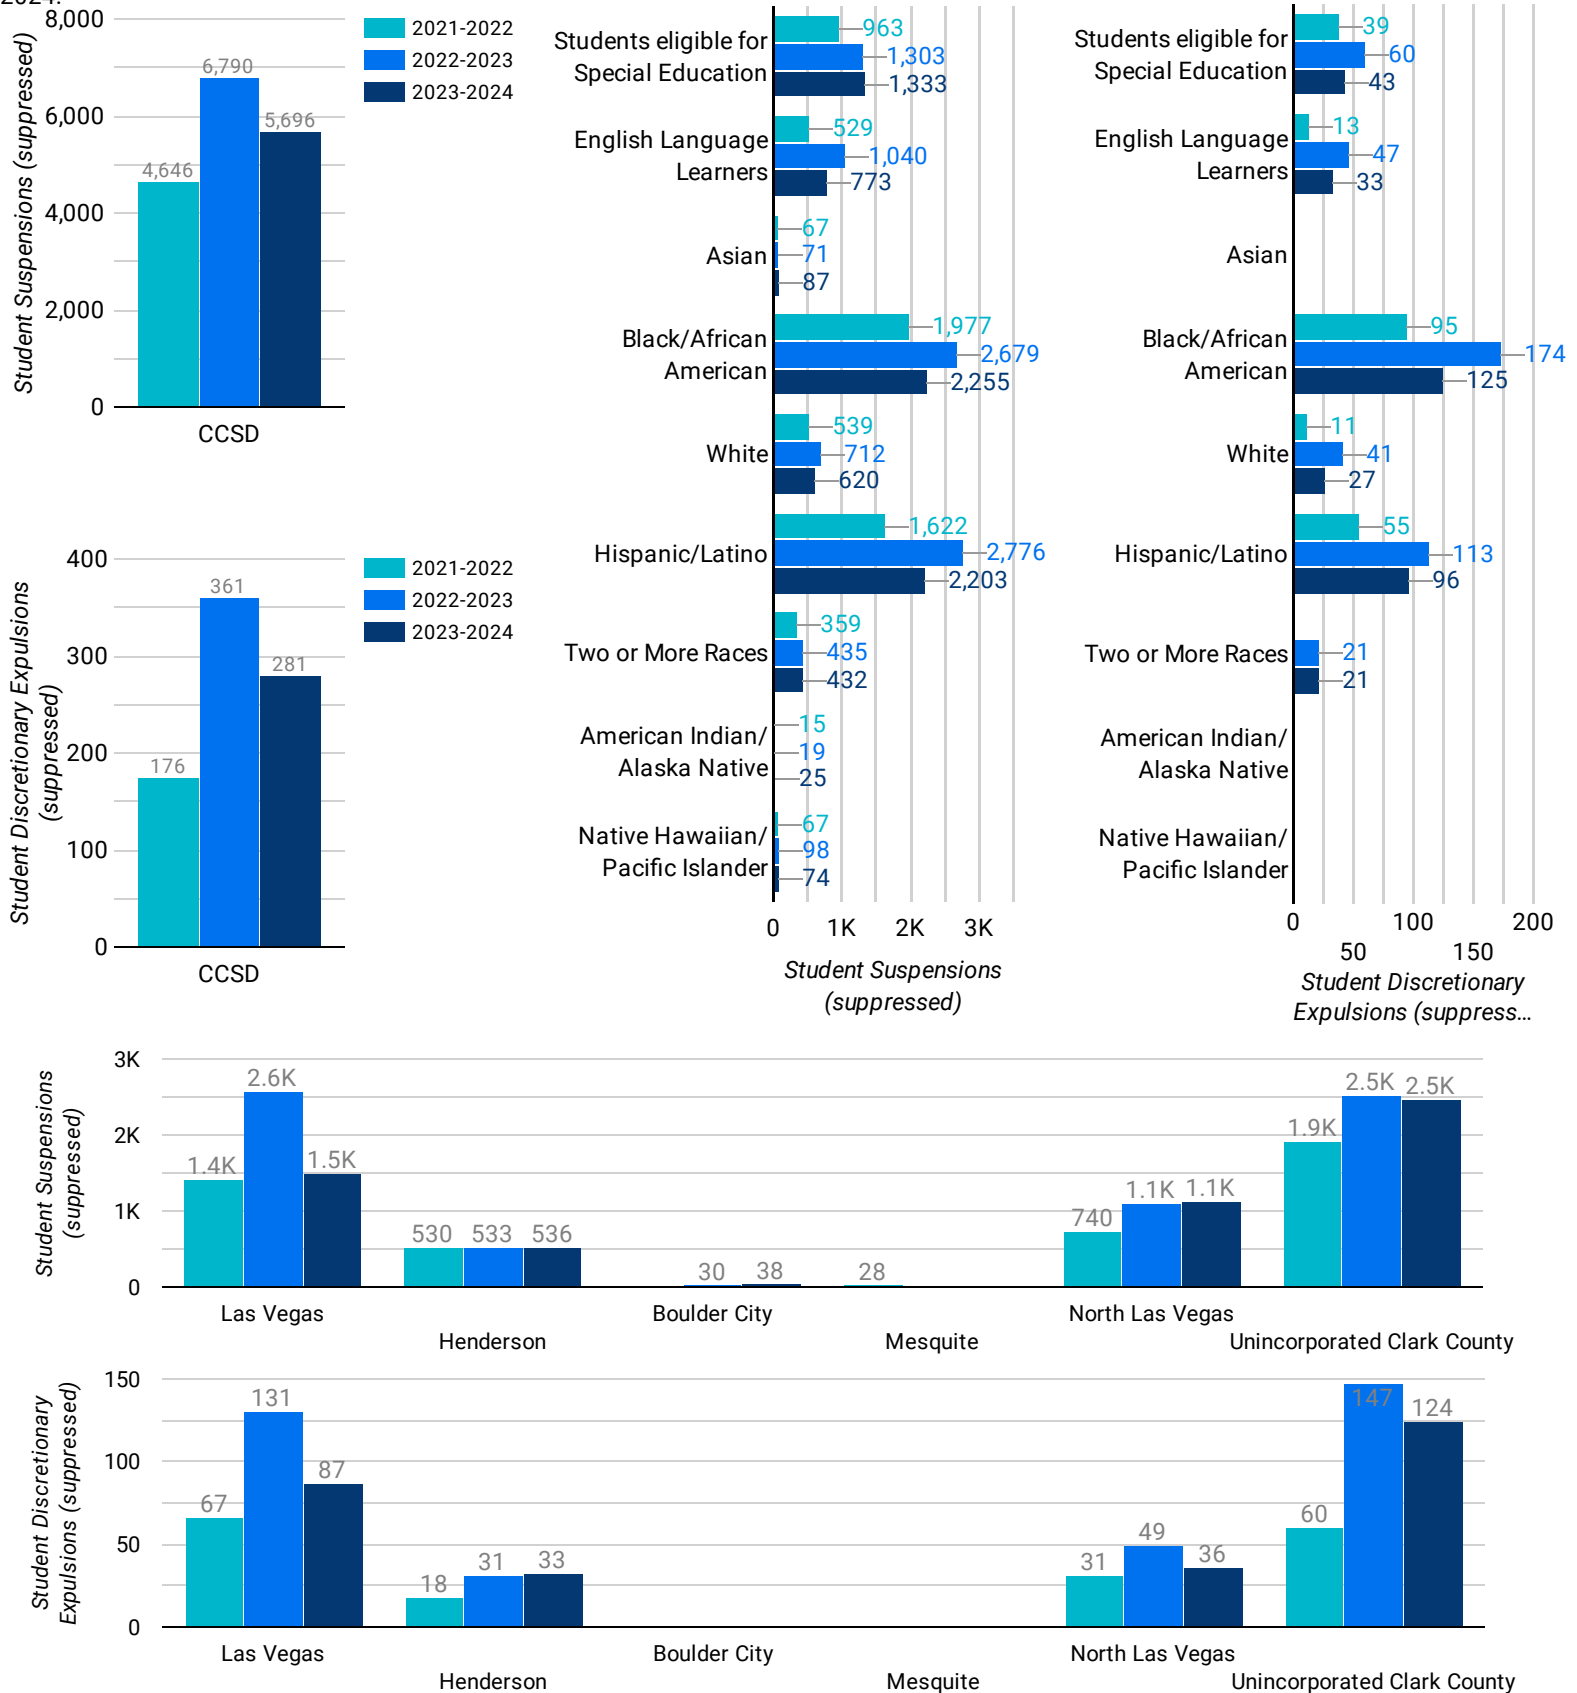 2024.
8,000
6,000
4,000
2,000
0
Student Suspensions (suppressed)
4,646
6,790
5,696
CCSD
2021-2022
2022-2023
2023-2024
400
300
200
100
0
Student Discretionary Expulsions
(suppressed)
176
361
281
CCSD
2021-2022
2022-2023
2023-2024
Students eligible for
Special Education
963
1,303
1,333
English Language
Learners
529
1,040
773
Asian
67
71
87
Black/African
American
1,977
2,679
2,255
White
539
712
620
Hispanic/Latino
1,622
2,776
2,203
Two or More Races
359
435
432
American Indian/
Alaska Native
15
19
25
Native Hawaiian/
Pacific Islander
67
98
74
0 1K 2K 3K
Student Suspensions
(suppressed)
Students eligible for
Special Education
39
60
43
English Language
Learners
13
47
33
Asian
Black/African
American
95
174
125
White
11
41
27
Hispanic/Latino
55
113
96
Two or More Races
21
21
American Indian/
Alaska Native
Native Hawaiian/
Pacific Islander
0 100 200
50 150
Student Discretionary
Expulsions (suppress...
3K
2K
1K
0
Student Suspensions
(suppressed)
1.4K 2.6K 1.5K
530 533 536
30 38
28
740 1.1K 1.1K
1.9K 2.5K 2.5K
Las Vegas Boulder City North Las Vegas
Henderson Mesquite Unincorporated Clark County
150
100
50
0
Student Discretionary
Expulsions (suppressed)
67 131 87
18 31 33
31 49 36
60 147 124
Las Vegas Boulder City North Las Vegas
Henderson Mesquite Unincorporated Clark County